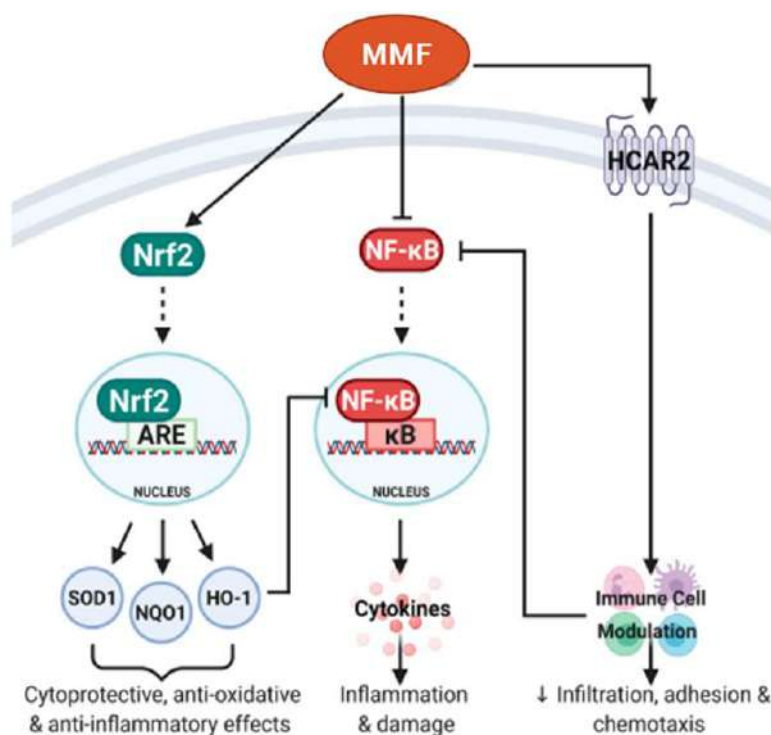 MMF
HCAR2
Nrf2
NF-κB
Nrf2
ARE
NUCLEUS
NF-κB
κB
NUCLEUS
SOD1
NQO1
HO-1
Cytokines
Immune Cell
Modulation
Cytoprotective, anti-oxidative
& anti-inflammatory effects
Inflammation
& damage
↓ Infiltration, adhesion &
chemotaxis